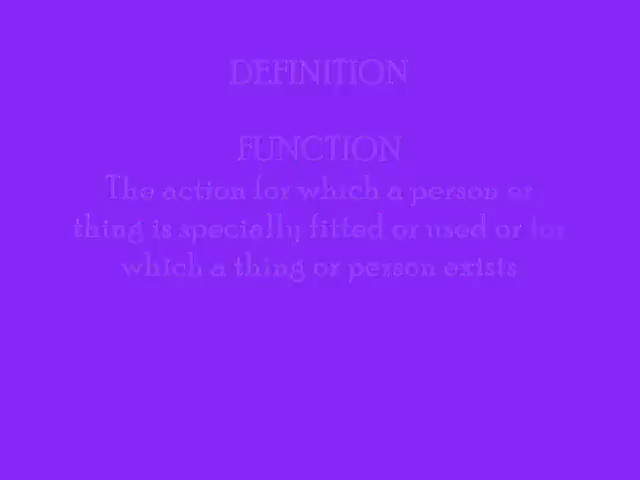 DEFINITION
FUNCTION
The action for which a person or
thing is specially fitted or used or for
which a thing or person exists